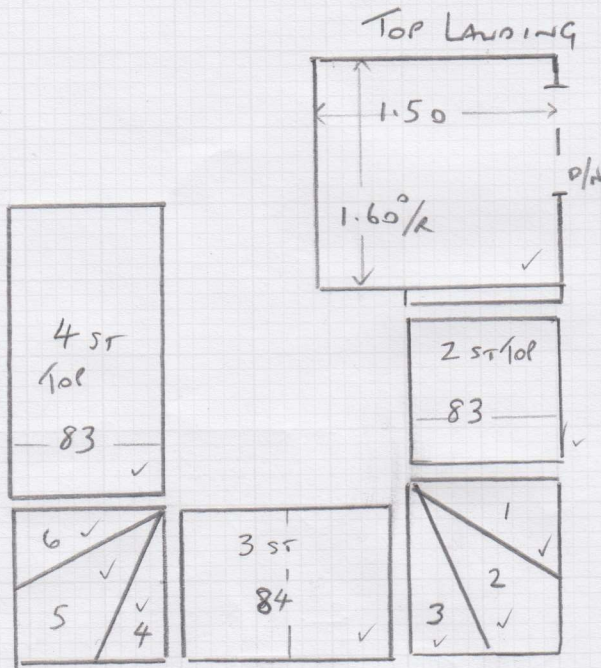 TOP LANDING
1.50
D/N
1.60 O/R
4 ST
TOP
83
2 ST TOP
83
6
5
4
3 ST
84
1
2
3